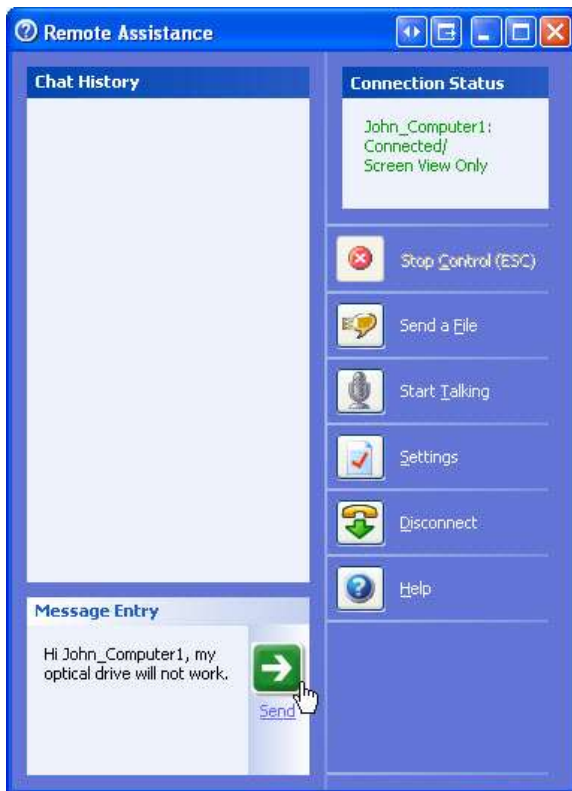 Remote Assistance
Chat History
Connection Status
John_Computer1:
Connected/
Screen View Only
Stop Control (ESC)
Send a File
Start Talking
Settings
Disconnect
Help
Message Entry
Hi John_Computer1, my
optical drive will not work.
Send